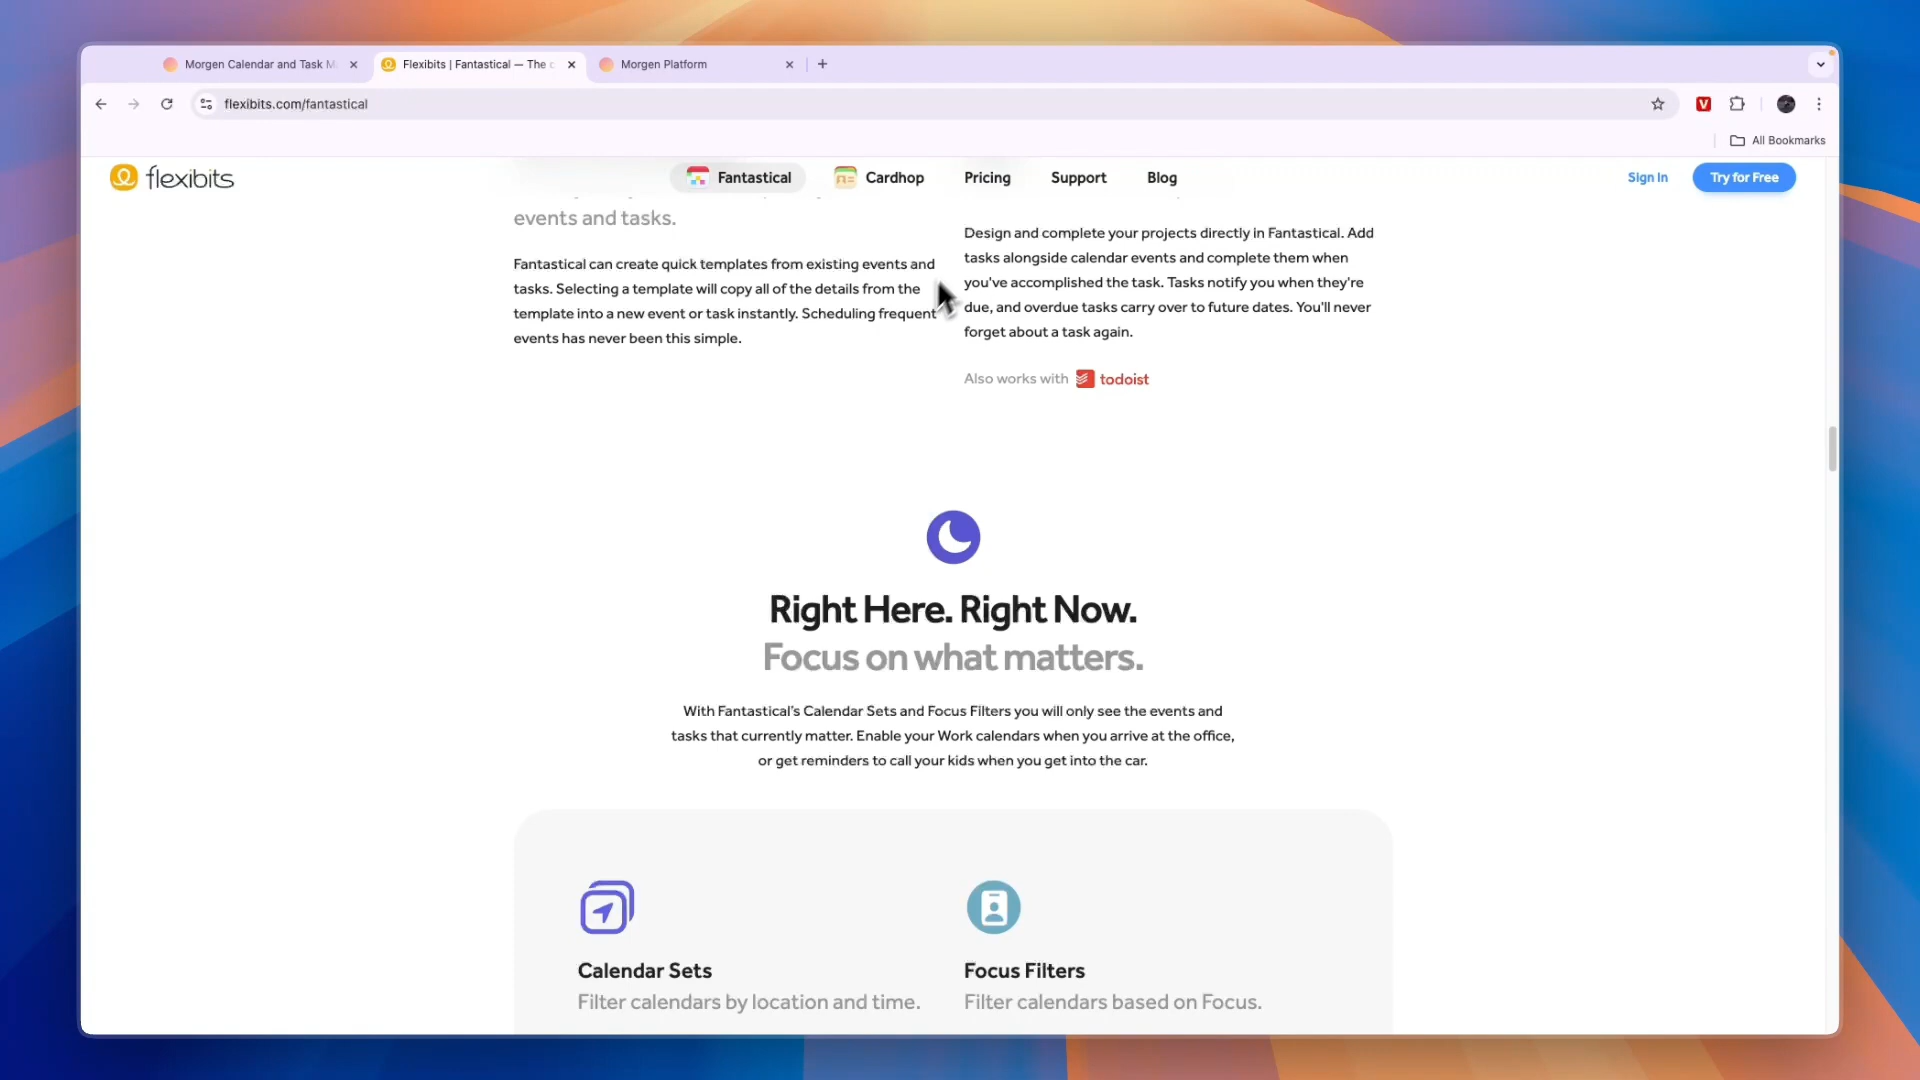 Morgen Calendar and Task M
Flexibits | Fantastical — The c
Morgen Platform
flexibits.com/fantastical
All Bookmarks
flexibits
Fantastical
Cardhop
Pricing
Support
Blog
Sign In
Try for Free
events and tasks.
Fantastical can create quick templates from existing events and
tasks. Selecting a template will copy all of the details from the
template into a new event or task instantly. Scheduling frequent
events has never been this simple.
Design and complete your projects directly in Fantastical. Add
tasks alongside calendar events and complete them when
you've accomplished the task. Tasks notify you when they're
due, and overdue tasks carry over to future dates. You'll never
forget about a task again.
Also works with todoist
Right Here. Right Now.
Focus on what matters.
With Fantastical's Calendar Sets and Focus Filters you will only see the events and
tasks that currently matter. Enable your Work calendars when you arrive at the office,
or get reminders to call your kids when you get into the car.
Calendar Sets
Filter calendars by location and time.
Focus Filters
Filter calendars based on Focus.